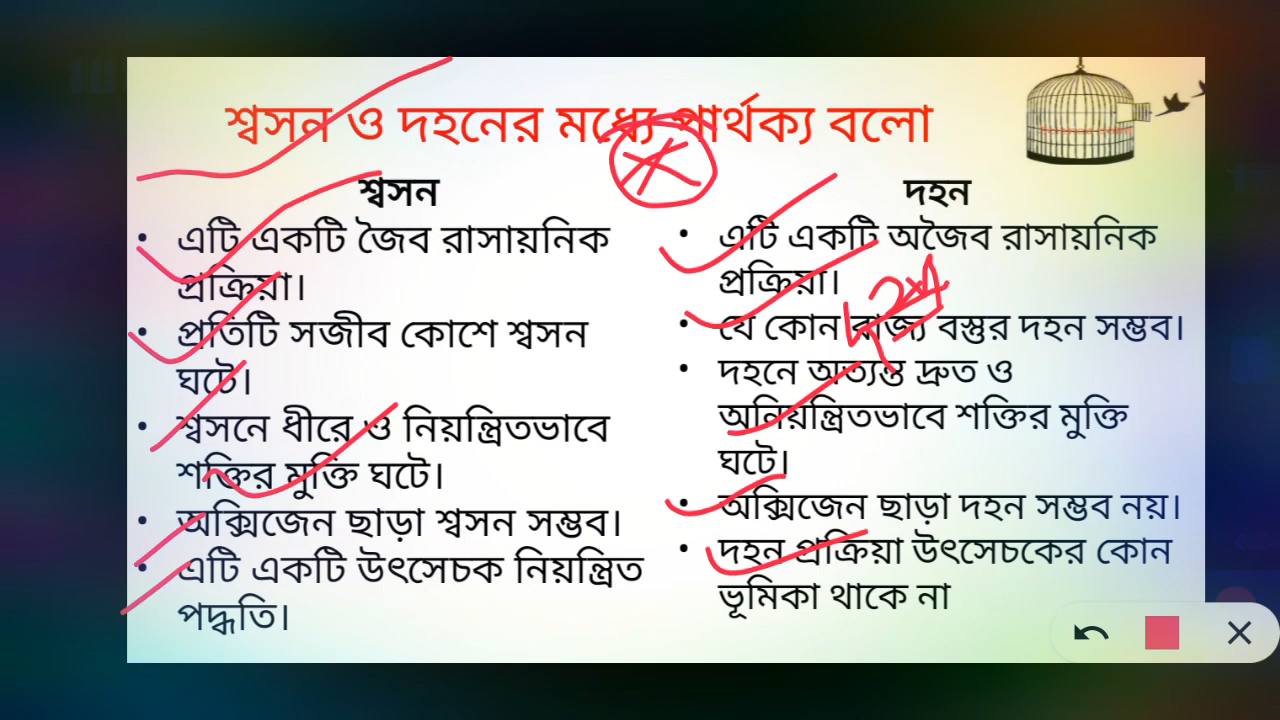 শ্বসন ও দহনের মধ্যে পার্থক্য বলো
শ্বসন
• এটি একটি জৈব রাসায়নিক
প্রক্রিয়া।
• প্রতিটি সজীব কোশে শ্বসন
ঘটে।
• শ্বসনে ধীরে ও নিয়ন্ত্রিতভাবে
শক্তির মুক্তি ঘটে।
• অক্সিজেন ছাড়া শ্বসন সম্ভব।
• এটি একটি উৎসেচক নিয়ন্ত্রিত
পদ্ধতি।
দহন
• এটি একটি অজৈব রাসায়নিক
প্রক্রিয়া।
• যে কোন বস্তুর দহন সম্ভব।
• দহনে অত্যন্ত দ্রুত ও
অনিয়ন্ত্রিতভাবে শক্তির মুক্তি
ঘটে।
• অক্সিজেন ছাড়া দহন সম্ভব নয়।
• দহন প্রক্রিয়া উৎসেচকের কোন
ভূমিকা থাকে না